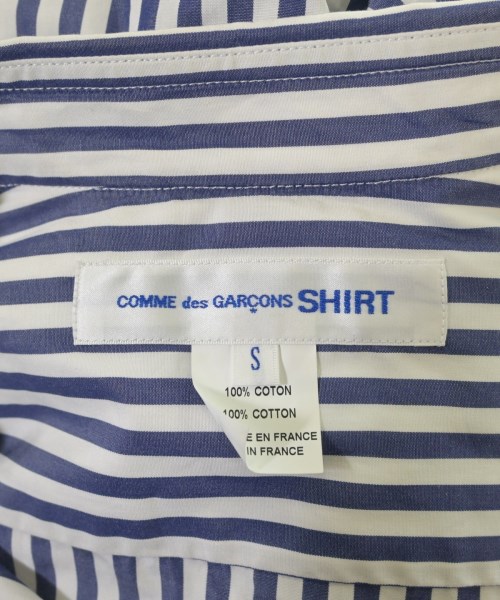 COMME des GARÇONS SHIRT
S
100% COTON
100% COTTON
E EN FRANCE
IN FRANCE